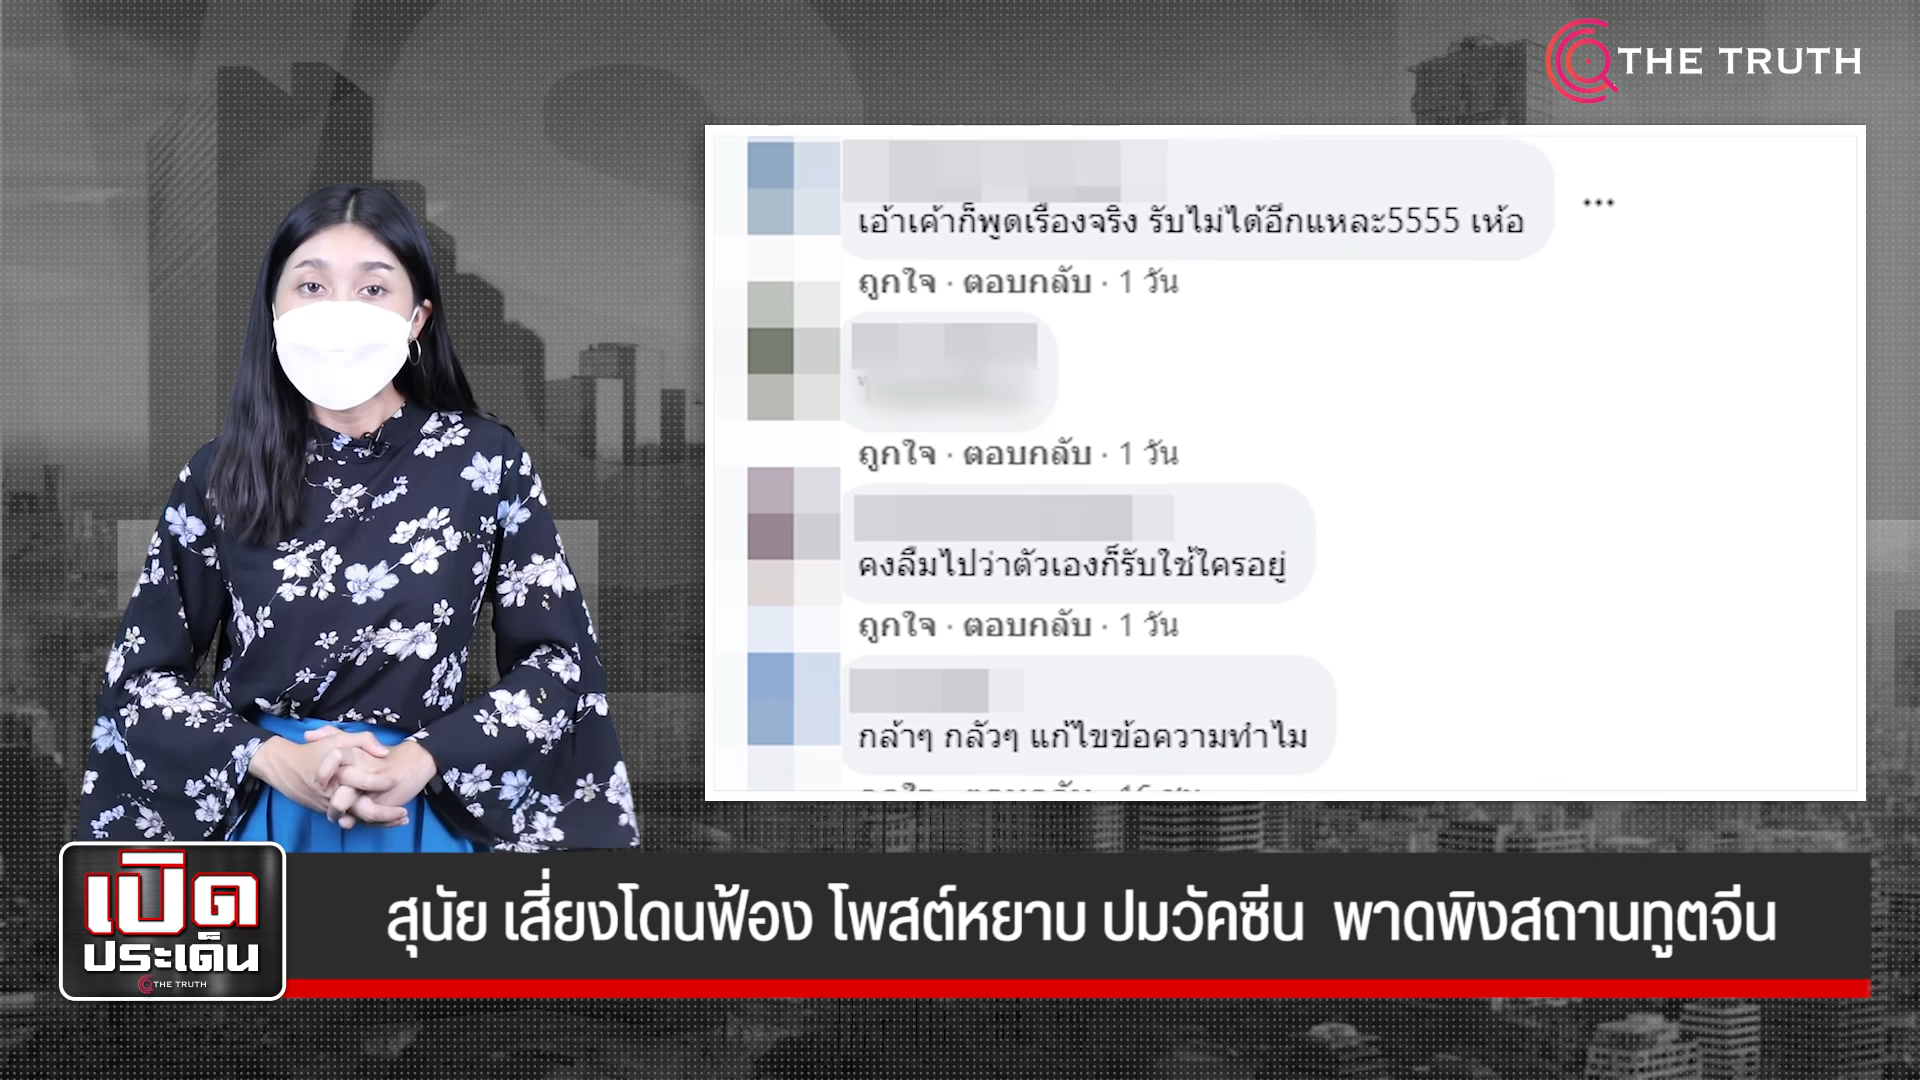 THE TRUTH
เอ้าเค้าก็พูดเรื่องจริง รับไม่ได้อีกแหละ5555 เห้อ
ถูกใจ · ตอบกลับ · 1 วัน
ถูกใจ · ตอบกลับ · 1 วัน
คงลืมไปว่าตัวเองก็รับใช้ใครอยู่
ถูกใจ · ตอบกลับ · 1 วัน
กล้าๆ กลัวๆ แก้ไขข้อความทำไม
เปิด
ประเด็น
THE TRUTH
สุนัย เสี่ยงโดนฟ้อง โพสต์หยาบ ปมวัคซีน พาดพิงสถานทูตจีน